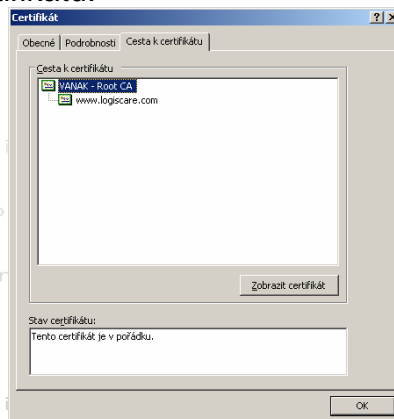 Certifikát
Obecné Podrobnosti Cesta k certifikátu
Cesta k certifikátu
VANAK - Root CA
www.logiscare.com
Zobrazit certifikát
Stav certifikátu:
Tento certifikát je v pořádku.
OK